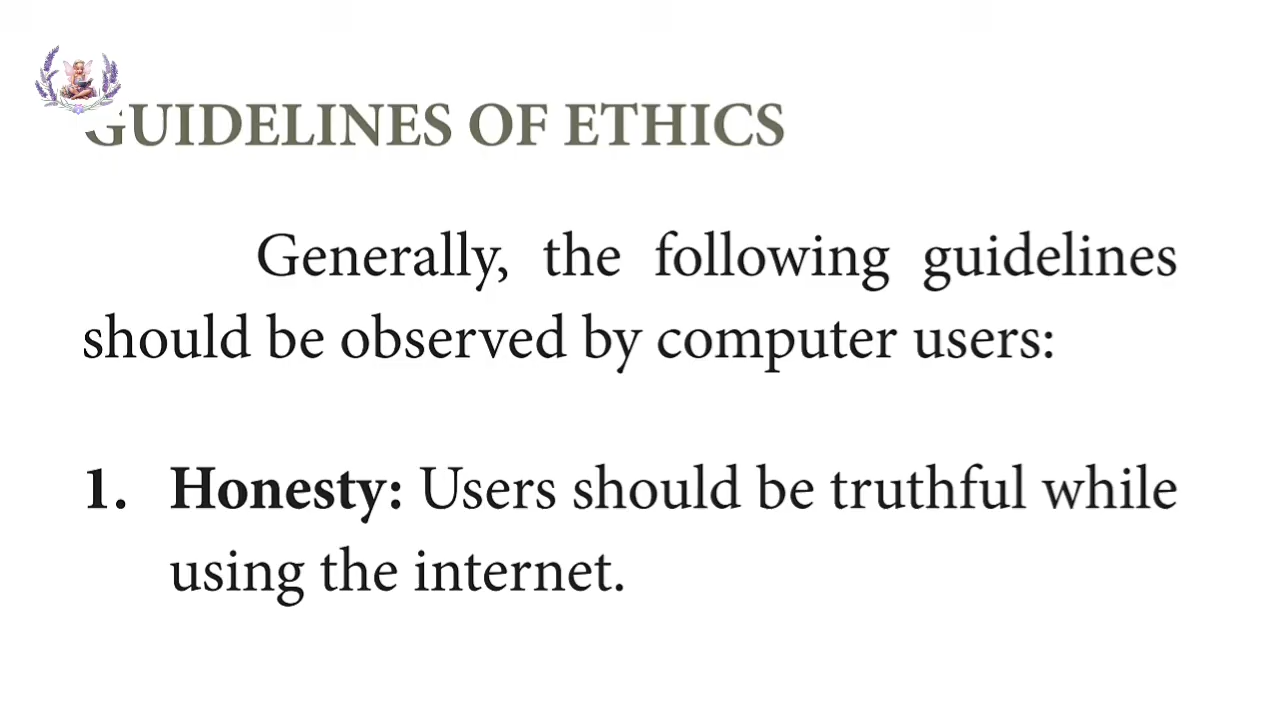 GUIDELINES OF ETHICS
Generally, the following guidelines
should be observed by computer users:
1. Honesty: Users should be truthful while
using the internet.